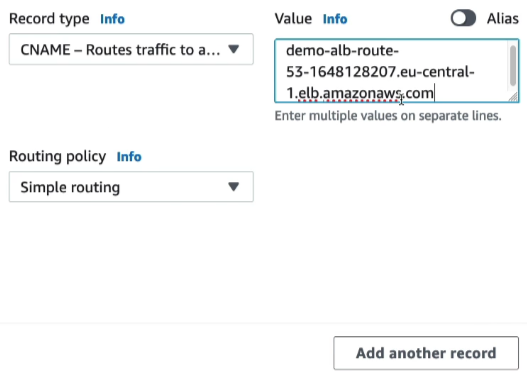 Record type Info
Value Info
Alias
CNAME – Routes traffic to a...
demo-alb-route-
53-1648128207.eu-central-
1.elb.amazonaws.com
Enter multiple values on separate lines.
Routing policy Info
Simple routing
Add another record